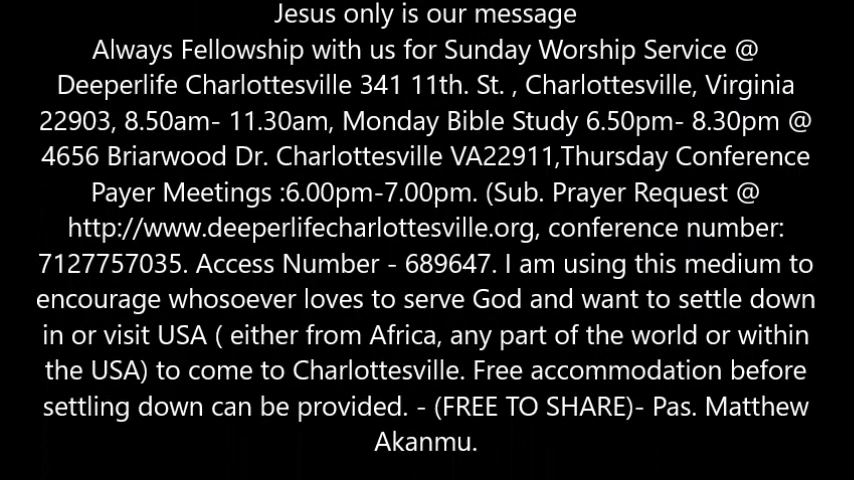 Jesus only is our message
Always Fellowship with us for Sunday Worship Service @
Deeperlife Charlottesville 341 11th. St. , Charlottesville, Virginia
22903, 8.50am- 11.30am, Monday Bible Study 6.50pm- 8.30pm @
4656 Briarwood Dr. Charlottesville VA22911,Thursday Conference
Payer Meetings :6.00pm-7.00pm. (Sub. Prayer Request @
http://www.deeperlifecharlottesville.org, conference number:
7127757035. Access Number - 689647. I am using this medium to
encourage whosoever loves to serve God and want to settle down
in or visit USA ( either from Africa, any part of the world or within
the USA) to come to Charlottesville. Free accommodation before
settling down can be provided. - (FREE TO SHARE)- Pas. Matthew
Akanmu.